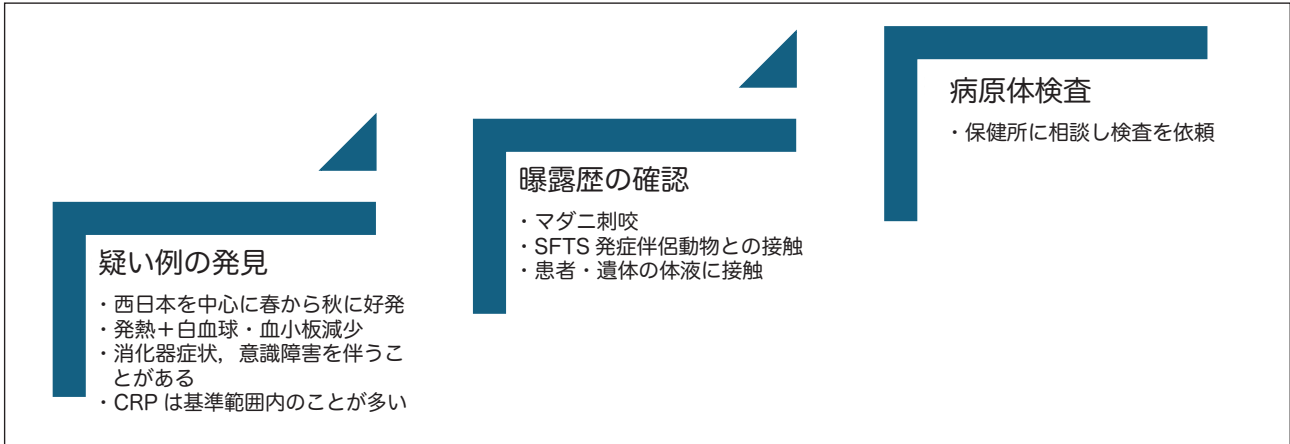 疑い例の発見
・西日本を中心に春から秋に好発
・発熱＋白血球・血小板減少
・消化器症状，意識障害を伴うこ
とがある
・CRP は基準範囲内のことが多い
曝露歴の確認
・マダニ刺咬
・SFTS 発症伴侶動物との接触
・患者・遺体の体液に接触
病原体検査
・保健所に相談し検査を依頼